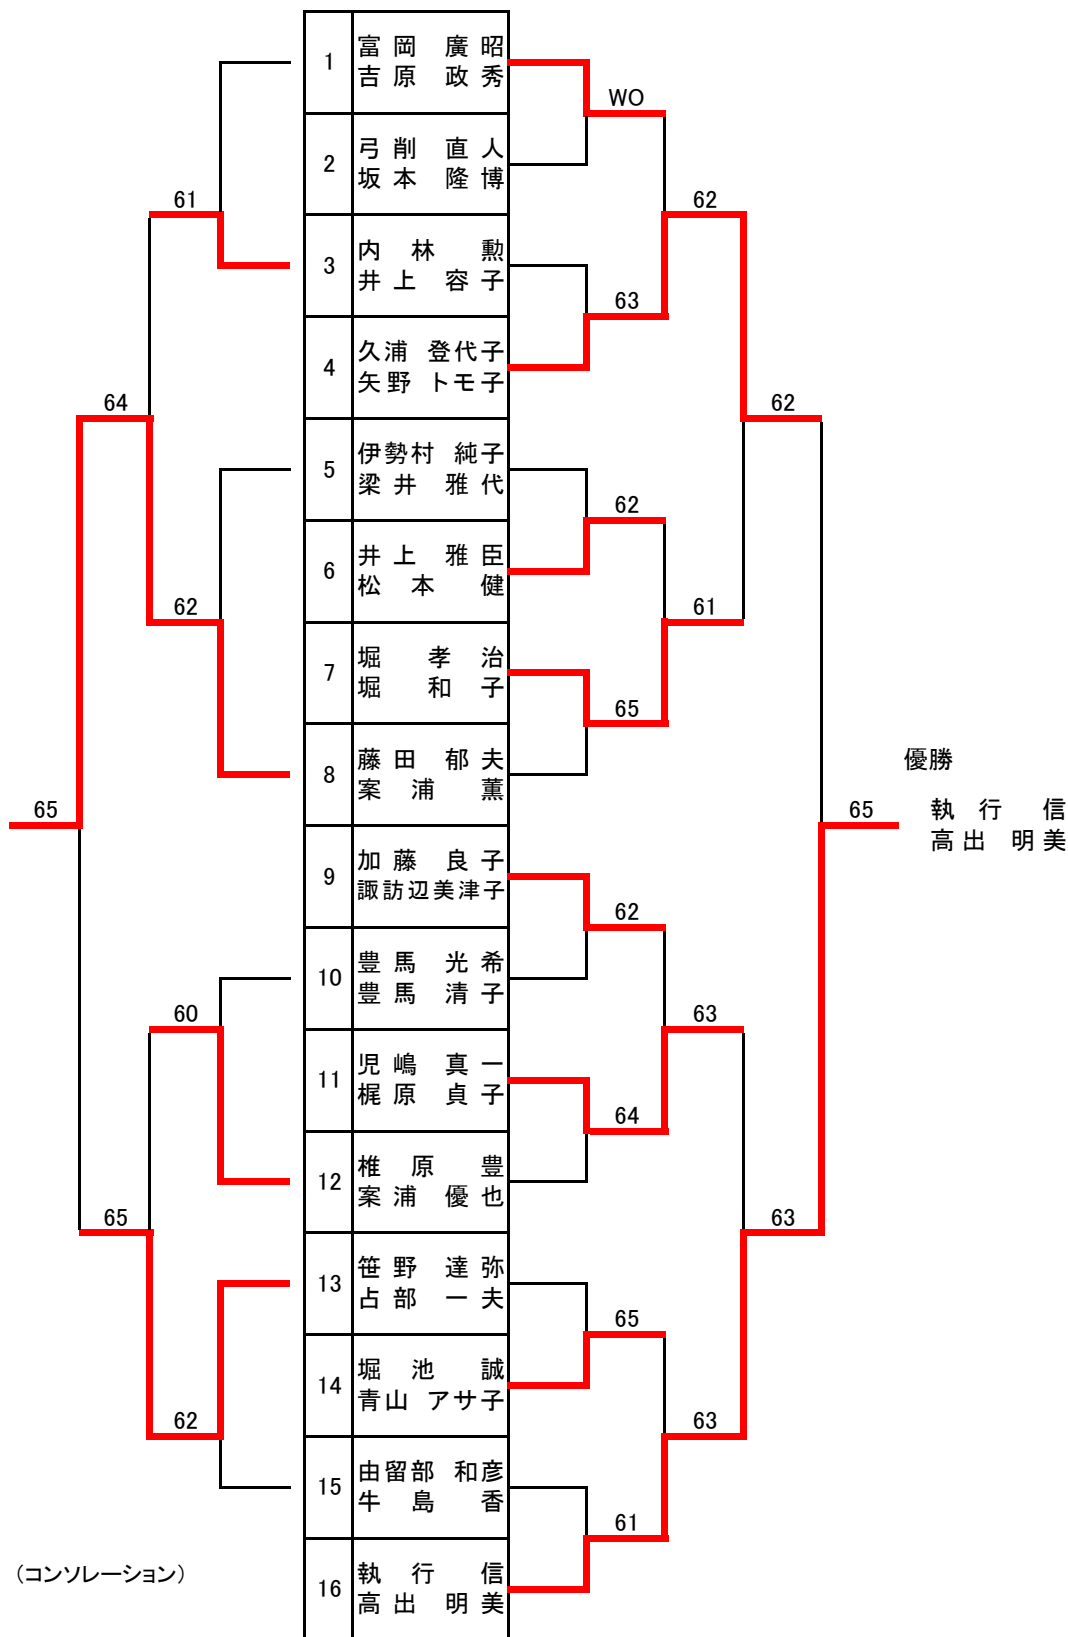 1
富岡 廣昭
吉原 政秀
WO
2
弓削 直人
坂本 隆博
61
62
3
内林 勲
井上 容子
63
4
久浦 登代子
矢野 トモ子
64
62
5
伊勢村 純子
梁井 雅代
62
6
井上 雅臣
松本 健
62
61
7
堀 孝治
堀 和子
65
8
藤田 郁夫
案浦 薫
優勝
65
65
執行 信
高出 明美
9
加藤 良子
諏訪辺美津子
62
10
豊馬 光希
豊馬 清子
60
63
11
児嶋 真一
梶原 貞子
64
12
椎原 豊
案浦 優也
65
63
13
笹野 達弥
占部 一夫
65
14
堀池 誠
青山 アサ子
62
63
15
由留部 和彦
牛島 香
61
（コンソレーション）
16
執行 信
高出 明美